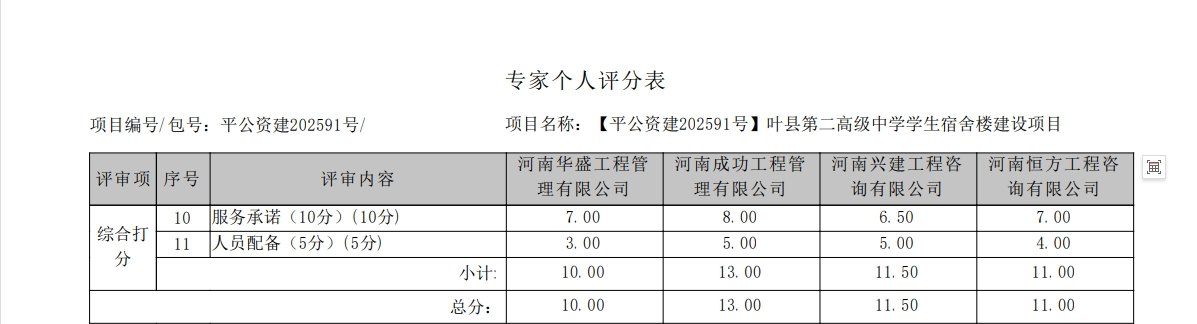 专家个人评分表
项目编号/包号：平公资建202591号/ 项目名称：【平公资建202591号】叶县第二高级中学学生宿舍楼建设项目
评审项 序号 评审内容 河南华盛工程管理有限公司 河南成功工程管理有限公司 河南兴建工程咨询有限公司 河南恒方工程咨询有限公司
综合打分 10 服务承诺（10分）(10分) 7.00 8.00 6.50 7.00
11 人员配备（5分）(5分) 3.00 5.00 5.00 4.00
小计: 10.00 13.00 11.50 11.00
总分： 10.00 13.00 11.50 11.00